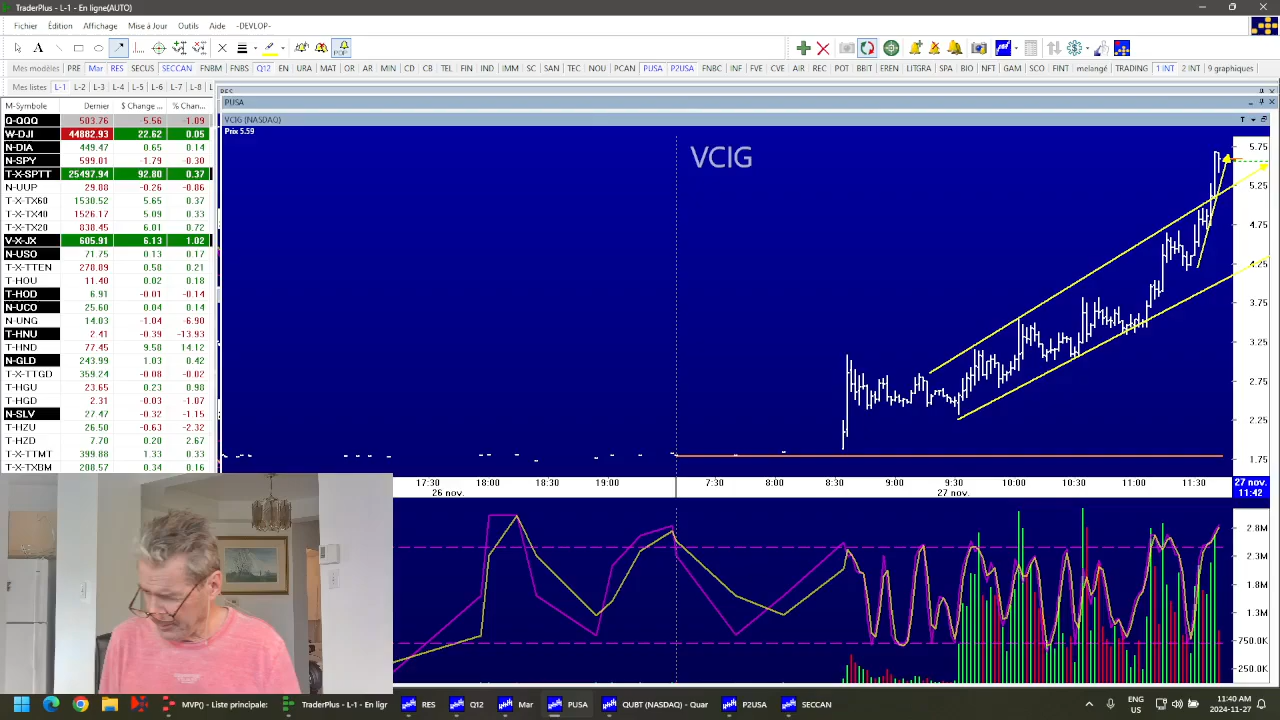 TraderPlus - L-1 - En ligne(AUTO)
Fichier Édition Affichage Mise à Jour Outils Aide -DEVLOP-
Mes modèles PRE Mar RES SECUS SECCAN FNBM FNBS Q12 EN URA MAT OR AR MIN CD IX TEL FIN IND IMM SC SAN TEC NOU PCAN PUSA P2USA FNBC INF FVE CVE AI POT BBIT EREN LITGRA SPA BIO NFT GAM SCO FINT melangé TRADING 1 INT 2 INT 9 graphiques
Mes listes L-1 L-2 L-3 L-4 L-5 L-6 L-7 L-8
M-Symbole Dernier $ Change ... % Chan...
Q-QQQ 503.76 5.56 -1.09
W-DJI 44882.93 22.62 0.05
N-DIA 449.47 0.65 0.14
N-SPY 599.01 -1.79 -0.30
T-X-SPTT 25497.94 92.80 0.37
N-UUP 29.88 -0.26 -0.86
T-X-TX60 1530.52 5.65 0.37
T-X-TX40 1526.17 5.09 0.33
T-X-TX20 838.45 6.01 0.72
V-X-JX 605.91 6.13 1.02
N-USO 71.75 0.13 0.17
T-X-TTEN 278.89 0.58 0.21
T-HOU 11.40 0.02 0.18
T-HOD 6.91 -0.01 -0.14
N-UCO 25.60 0.04 0.14
N-UNG 14.03 -1.04 -6.90
T-HNU 2.41 -0.39 -13.93
T-HND 77.45 9.58 14.12
N-GLD 243.99 1.03 0.42
T-X-TTGD 359.24 -0.08 -0.02
T-HGU 23.65 0.23 0.98
T-HGD 2.31 -0.03 -1.07
N-SLV 27.47 -0.32 -1.15
T-HZU 26.50 -0.63 -2.32
T-HZD 7.70 0.20 2.67
T-X-TTMT 399.88 1.33 0.33
T-X-TXBM 208.57 0.34 0.16
PUSA
VCIG (NASDAQ)
Prix 5.59
VCIG
5.75
5.25
4.75
4.25
3.75
3.25
2.75
2.25
1.75
17:30 18:00 18:30 19:00 7:30 8:00 8:30 9:00 9:30 10:00 10:30 11:00 11:30 27 nov.
26 nov. 27 nov. 11:42
2.8M
2.3M
1.8M
1.3M
750.0K
250.0K
MVP() - Liste principale: TraderPlus - L-1 - En ligr RES Q12 Mar PUSA QUBT (NASDAQ) - Quar P2USA SECCAN
ENG
US
11:40 AM
2024-11-27